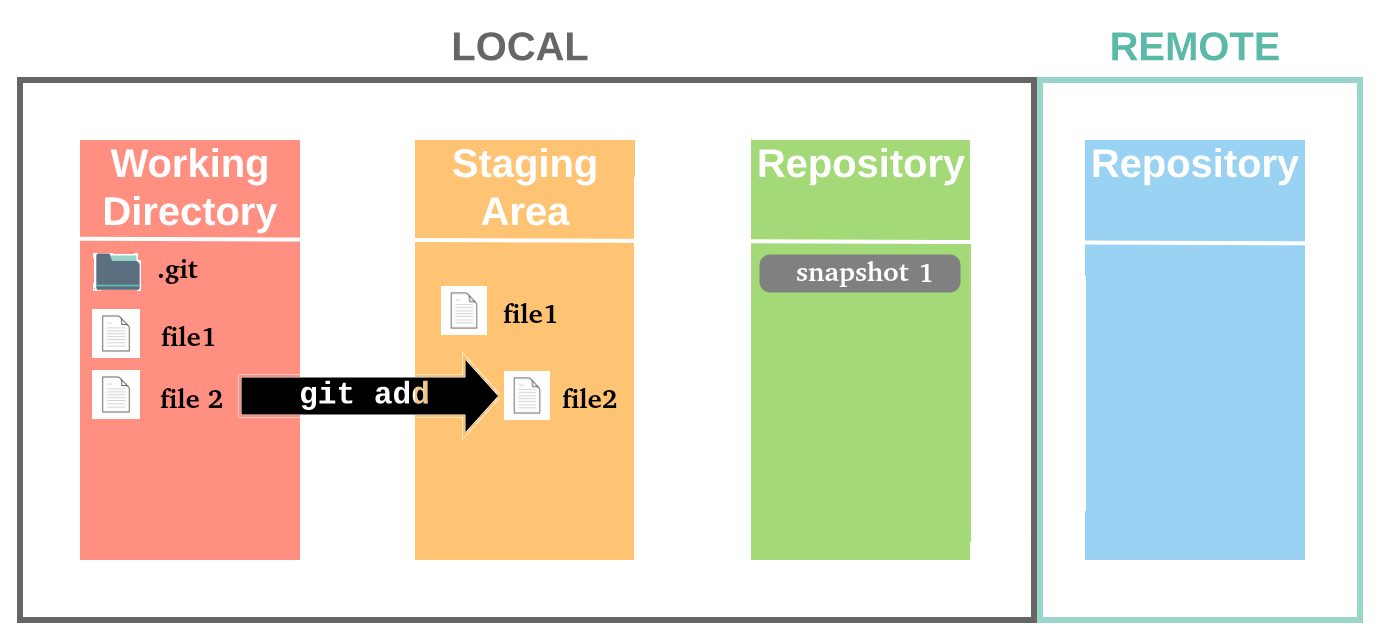 LOCAL
REMOTE
Working
Directory
.git
file1
file 2
git add
Staging
Area
file1
file2
Repository
snapshot 1
Repository